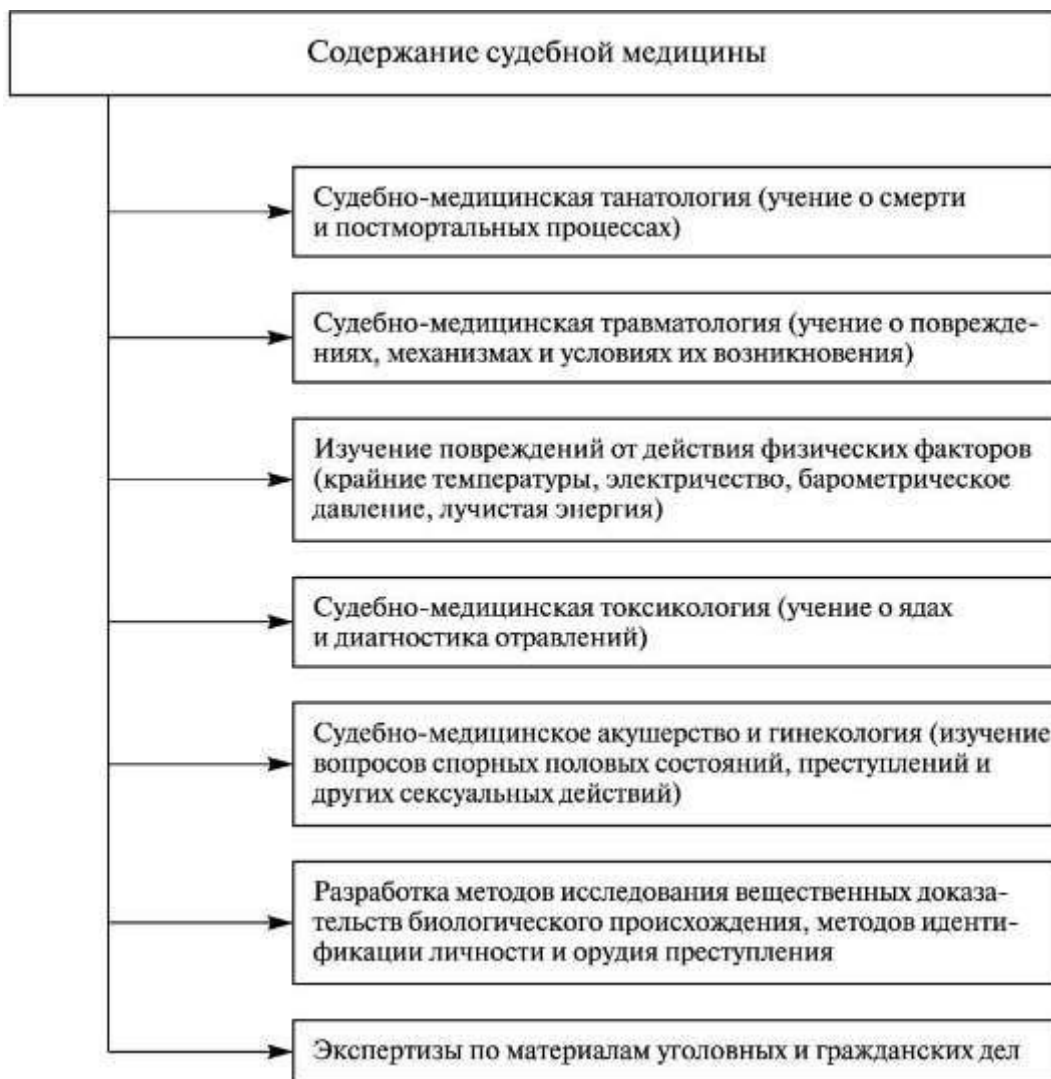 Содержание судебной медицины
Судебно-медицинская танатология (учение о смерти
и постмортальных процессах)
Судебно-медицинская травматология (учение о поврежде-
ниях, механизмах и условиях их возникновения)
Изучение повреждений от действия физических факторов
(крайние температуры, электричество, барометрическое
давление, лучистая энергия)
Судебно-медицинская токсикология (учение о ядах
и диагностика отравлений)
Судебно-медицинское акушерство и гинекология (изучение
вопросов спорных половых состояний, преступлений и
других сексуальных действий)
Разработка методов исследования вещественных доказа-
тельств биологического происхождения, методов иденти-
фикации личности и орудия преступления
Экспертизы по материалам уголовных и гражданских дел